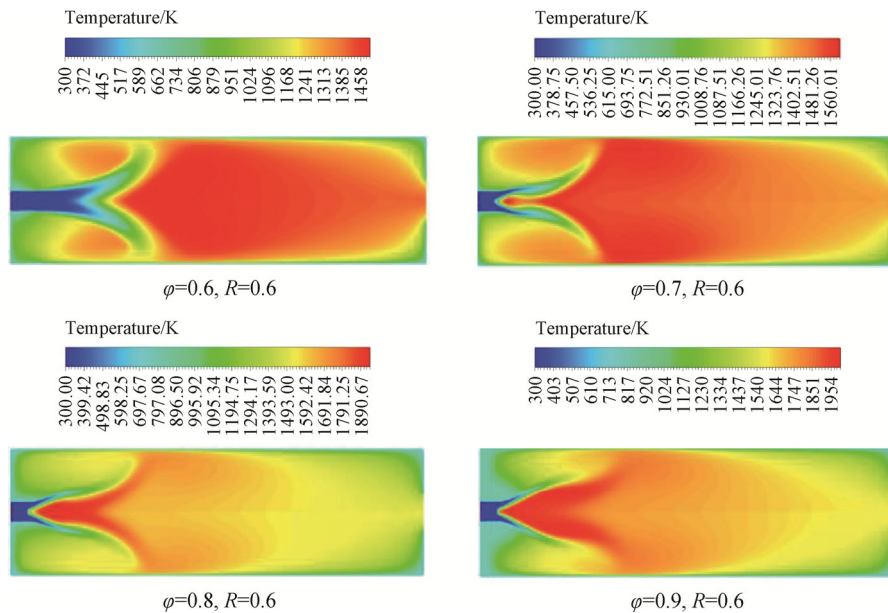 Temperature/K
300 372 445 517 589 662 734 806 879 951 1024 1096 1168 1241 1313 1385 1458
φ=0.6, R=0.6
Temperature/K
300.00 378.75 457.50 536.25 615.00 693.75 772.51 851.26 930.01 1008.76 1087.51 1166.26 1245.01 1323.76 1402.51 1481.26 1560.01
φ=0.7, R=0.6
Temperature/K
300.00 399.42 498.83 598.25 697.67 797.08 896.50 995.92 1095.34 1194.75 1294.17 1393.59 1493.00 1592.42 1691.84 1791.25 1890.67
φ=0.8, R=0.6
Temperature/K
300 403 507 610 713 817 920 1024 1127 1230 1334 1437 1540 1644 1747 1851 1954
φ=0.9, R=0.6